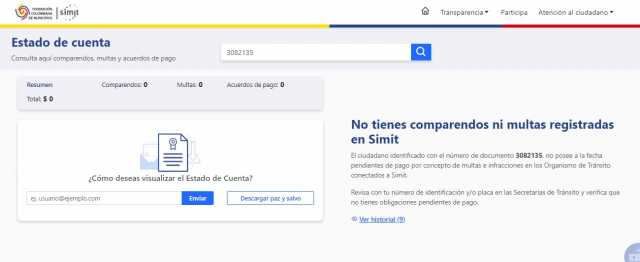 FEDERACIÓN
COLOMBIANA
DE MUNICIPIOS
simit
Transparencia
Participa
Atención al ciudadano
Estado de cuenta
Consulta aquí comparendos, multas y acuerdos de pago
3082135
Resumen
Comparendos: 0
Multas: 0
Acuerdos de pago: 0
Total: $ 0
¿Cómo deseas visualizar el Estado de Cuenta?
ej. usuario@ejemplo.com
Enviar
Descargar paz y salvo
No tienes comparendos ni multas registradas
en Simit
El ciudadano identificado con el número de documento 3082135, no posee a la fecha
pendientes de pago por concepto de multas e infracciones en los Organismo de Tránsito
conectados a Simit.
Revisa con tu número de identificación y/o placa en las Secretarías de Tránsito y verifica que
no tienes obligaciones pendientes de pago.
Ver historial (9)